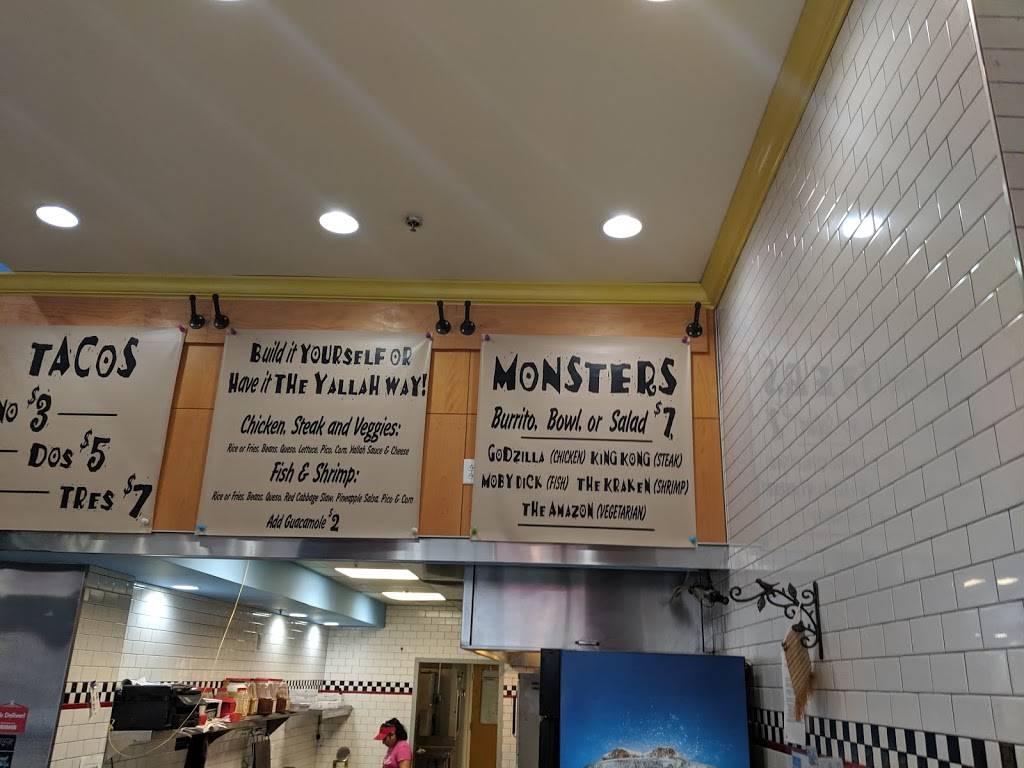 TACOS
NO $3
DOS $5
TRES $7
Build it YOURSELF OR
Have it THE YALLAH WAY!
Chicken, Steak and Veggies:
Rice or Fries, Beans, Queso, Lettuce, Pico, Corn, Yallah Sauce & Cheese
Fish & Shrimp:
Rice or Fries, Beans, Queso, Red Cabbage Slaw, Pineapple Salsa, Pico & Corn
Add Guacamole $2
MONSTERS
Burrito, Bowl, or Salad $7
GODZILLA (CHICKEN) KING KONG (STEAK)
MOBY DICK (FISH) THE KRAKEN (SHRIMP)
THE AMAZON (VEGETARIAN)